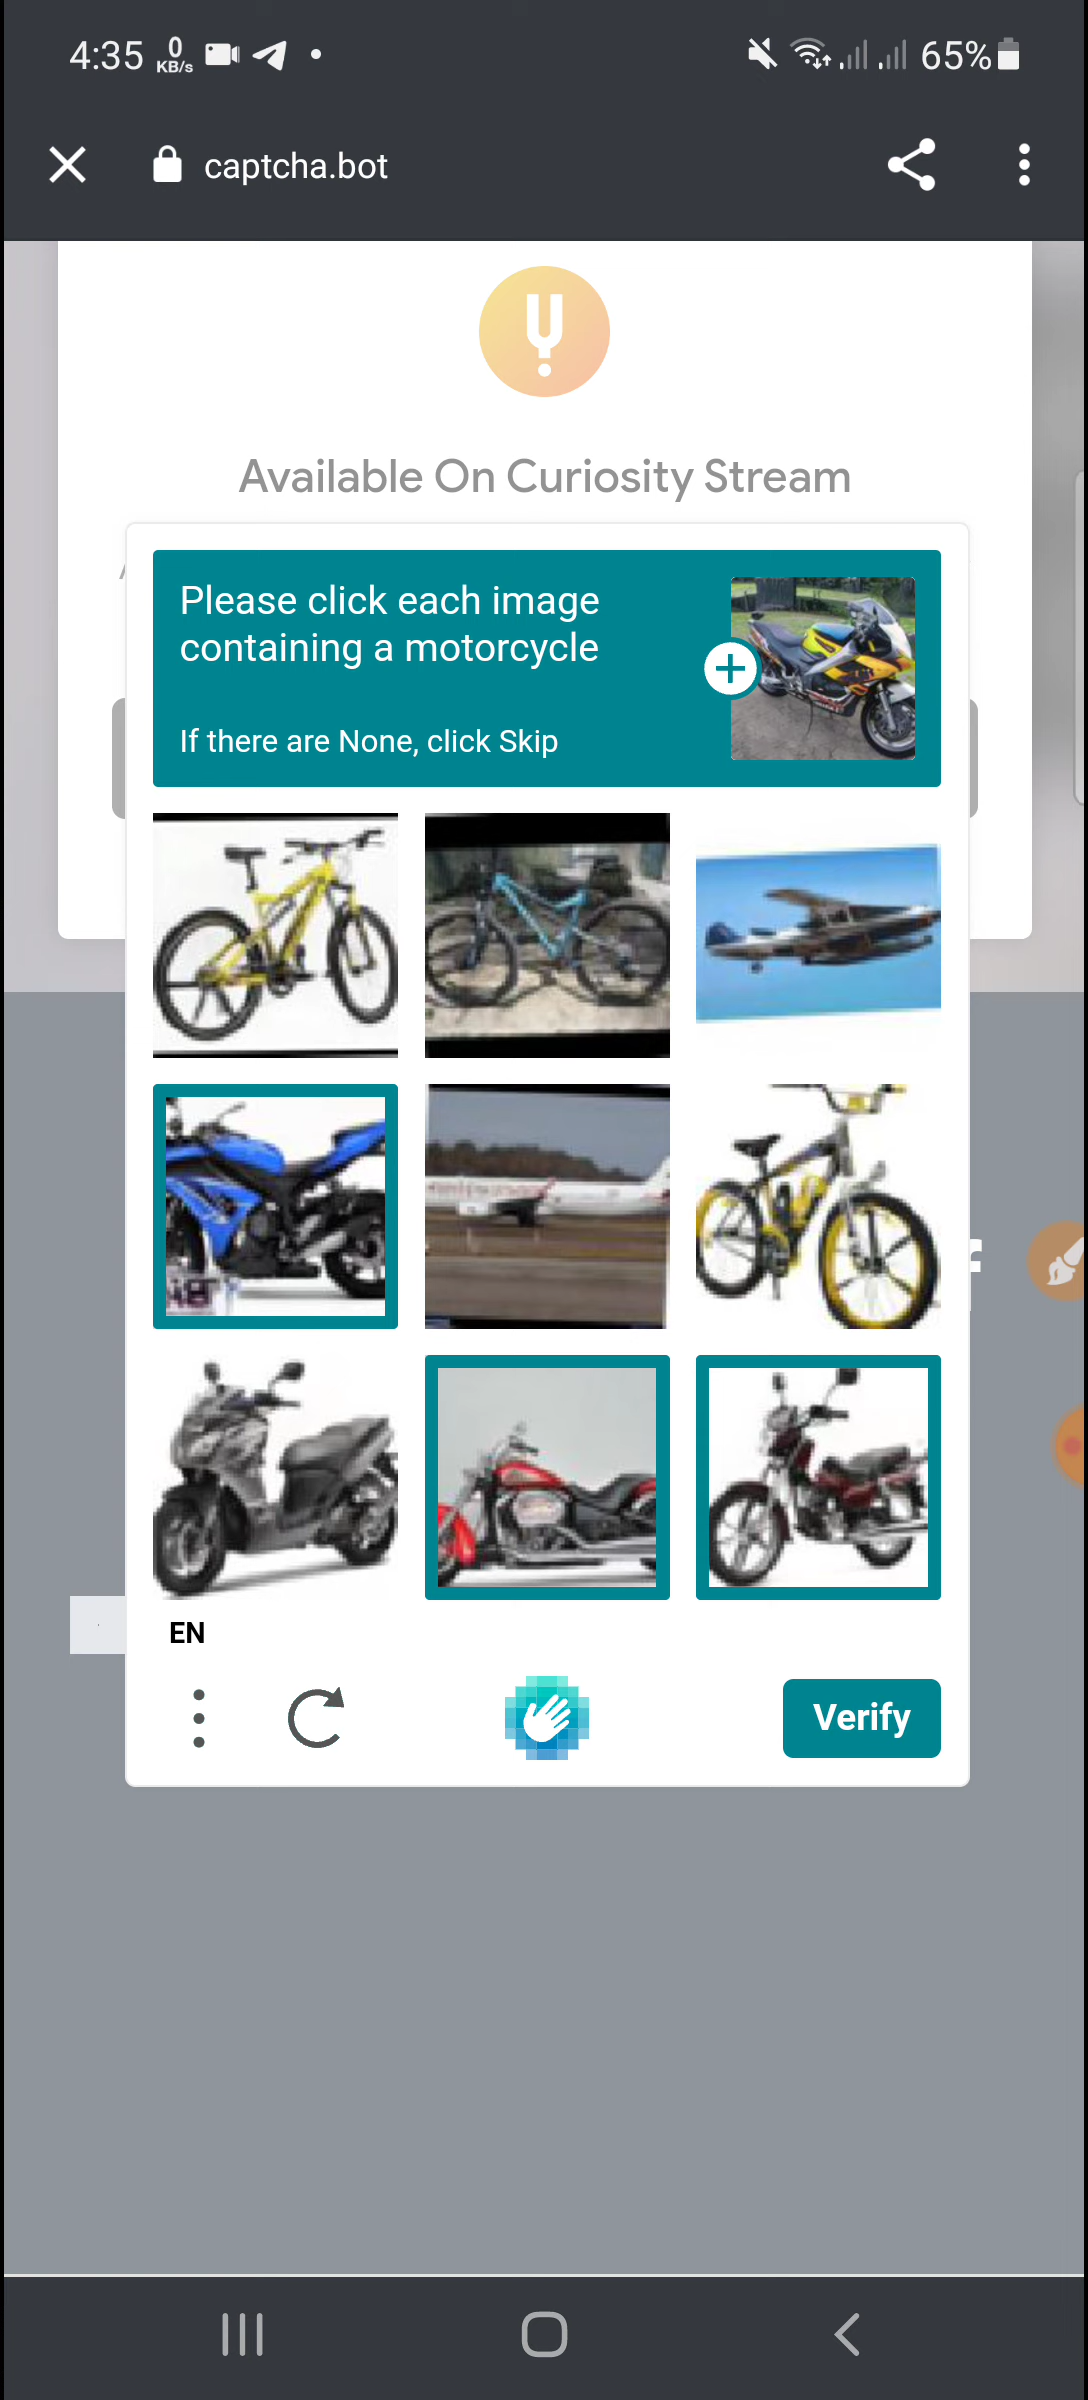 4:35 0 KB/s 65%
captcha.bot
Available On Curiosity Stream
Please click each image
containing a motorcycle
If there are None, click Skip
EN
Verify